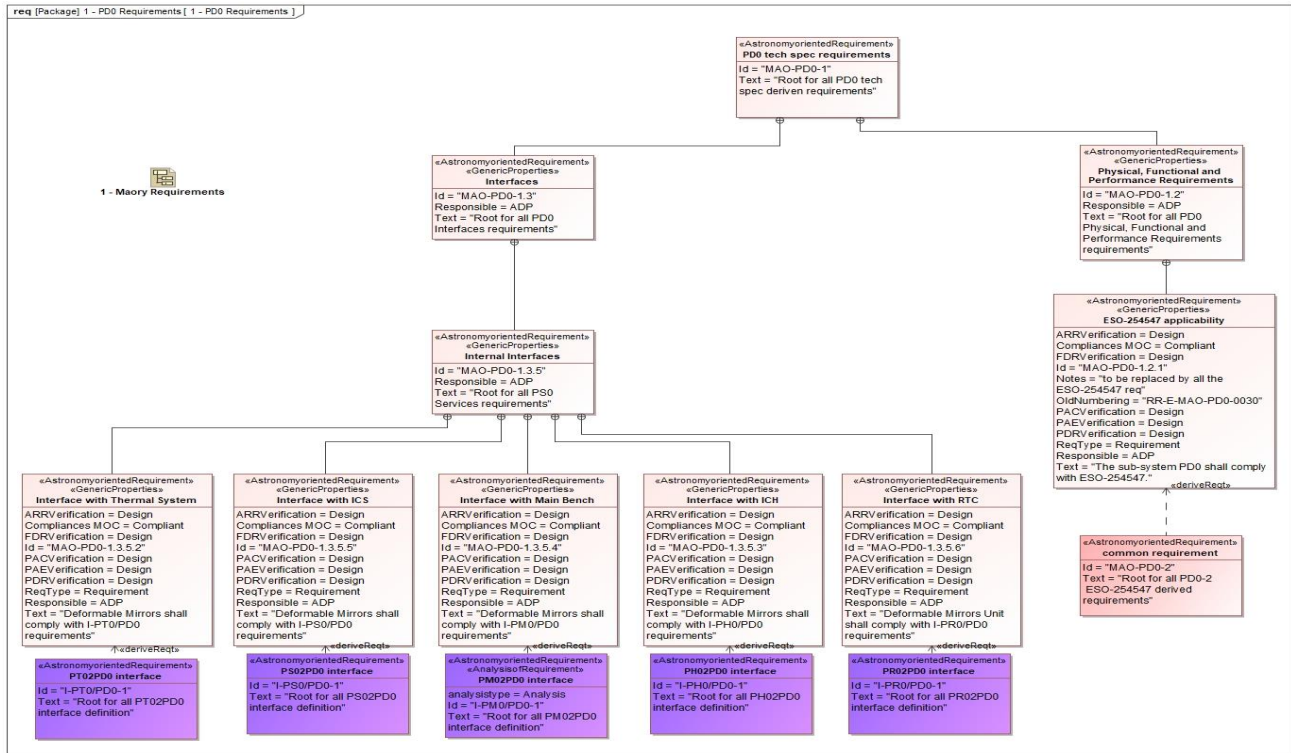 req [Package] 1 - PD0 Requirements [ 1 - PD0 Requirements ]
«AstronomyorientedRequirement»
PD0 tech spec requirements
Id = "MAO-PD0-1"
Text = "Root for all PD0 tech
spec deriven requirements"
1 - Maory Requirements
«AstronomyorientedRequirement»
«GenericProperties»
Interfaces
Id = "MAO-PD0-1.3"
Responsible = ADP
Text = "Root for all PD0
Interfaces requirements"
«AstronomyorientedRequirement»
«GenericProperties»
Physical, Functional and
Performance Requirements
Id = "MAO-PD0-1.2"
Responsible = ADP
Text = "Root for all PD0
Physical, Functional and
Performance Requirements
requirements"
«AstronomyorientedRequirement»
«GenericProperties»
Internal Interfaces
Id = "MAO-PD0-1.3.5"
Responsible = ADP
Text = "Root for all PS0
Services requirements"
«AstronomyorientedRequirement»
«GenericProperties»
ESO-254547 applicability
ARRVerification = Design
Compliances MOC = Compliant
FDRVerification = Design
Id = "MAO-PD0-1.2.1"
Notes = "to be replaced by all the
ESO-254547 req"
OldNumbering = "RR-E-MAO-PD0-0030"
PACVerification = Design
PAEVerification = Design
PDRVerification = Design
ReqType = Requirement
Responsible = ADP
Text = "The sub-system PD0 shall comply
with ESO-254547."
«deriveReqt»
«AstronomyorientedRequirement»
common requirement
Id = "MAO-PD0-2"
Text = "Root for all PD0-2
ESO-254547 derived
requirements"
«AstronomyorientedRequirement»
«GenericProperties»
Interface with Thermal System
ARRVerification = Design
Compliances MOC = Compliant
FDRVerification = Design
Id = "MAO-PD0-1.3.5.2"
PACVerification = Design
PAEVerification = Design
PDRVerification = Design
ReqType = Requirement
Responsible = ADP
Text = "Deformable Mirrors shall
comply with I-PT0/PD0
requirements"
«deriveReqt»
«AstronomyorientedRequirement»
PT02PD0 interface
Id = "I-PT0/PD0-1"
Text = "Root for all PT02PD0
interface definition"
«AstronomyorientedRequirement»
«GenericProperties»
Interface with ICS
ARRVerification = Design
Compliances MOC = Compliant
FDRVerification = Design
Id = "MAO-PD0-1.3.5.5"
PACVerification = Design
PAEVerification = Design
PDRVerification = Design
ReqType = Requirement
Responsible = ADP
Text = "Deformable Mirrors shall
comply with I-PS0/PD0
requirements"
«deriveReqt»
«AstronomyorientedRequirement»
PS02PD0 interface
Id = "I-PS0/PD0-1"
Text = "Root for all PS02PD0
interface definition"
«AstronomyorientedRequirement»
«GenericProperties»
Interface with Main Bench
ARRVerification = Design
Compliances MOC = Compliant
FDRVerification = Design
Id = "MAO-PD0-1.3.5.4"
PACVerification = Design
PAEVerification = Design
PDRVerification = Design
ReqType = Requirement
Responsible = ADP
Text = "Deformable Mirrors shall
comply with I-PM0/PD0
requirements"
«deriveReqt»
«AstronomyorientedRequirement»
«AnalysisofRequirement»
PM02PD0 interface
analysistype = Analysis
Id = "I-PM0/PD0-1"
Text = "Root for all PM02PD0
interface definition"
«AstronomyorientedRequirement»
«GenericProperties»
Interface with ICH
ARRVerification = Design
Compliances MOC = Compliant
FDRVerification = Design
Id = "MAO-PD0-1.3.5.3"
PACVerification = Design
PAEVerification = Design
PDRVerification = Design
ReqType = Requirement
Responsible = ADP
Text = "Deformable Mirrors shall
comply with I-PH0/PD0
requirements"
«deriveReqt»
«AstronomyorientedRequirement»
PH02PD0 interface
Id = "I-PH0/PD0-1"
Text = "Root for all PH02PD0
interface definition"
«AstronomyorientedRequirement»
«GenericProperties»
Interface with RTC
ARRVerification = Design
Compliances MOC = Compliant
FDRVerification = Design
Id = "MAO-PD0-1.3.5.6"
PACVerification = Design
PAEVerification = Design
PDRVerification = Design
ReqType = Requirement
Responsible = ADP
Text = "Deformable Mirrors Unit
shall comply with I-PR0/PD0
requirements"
«deriveReqt»
«AstronomyorientedRequirement»
PR02PD0 interface
Id = "I-PR0/PD0-1"
Text = "Root for all PR02PD0
interface definition"